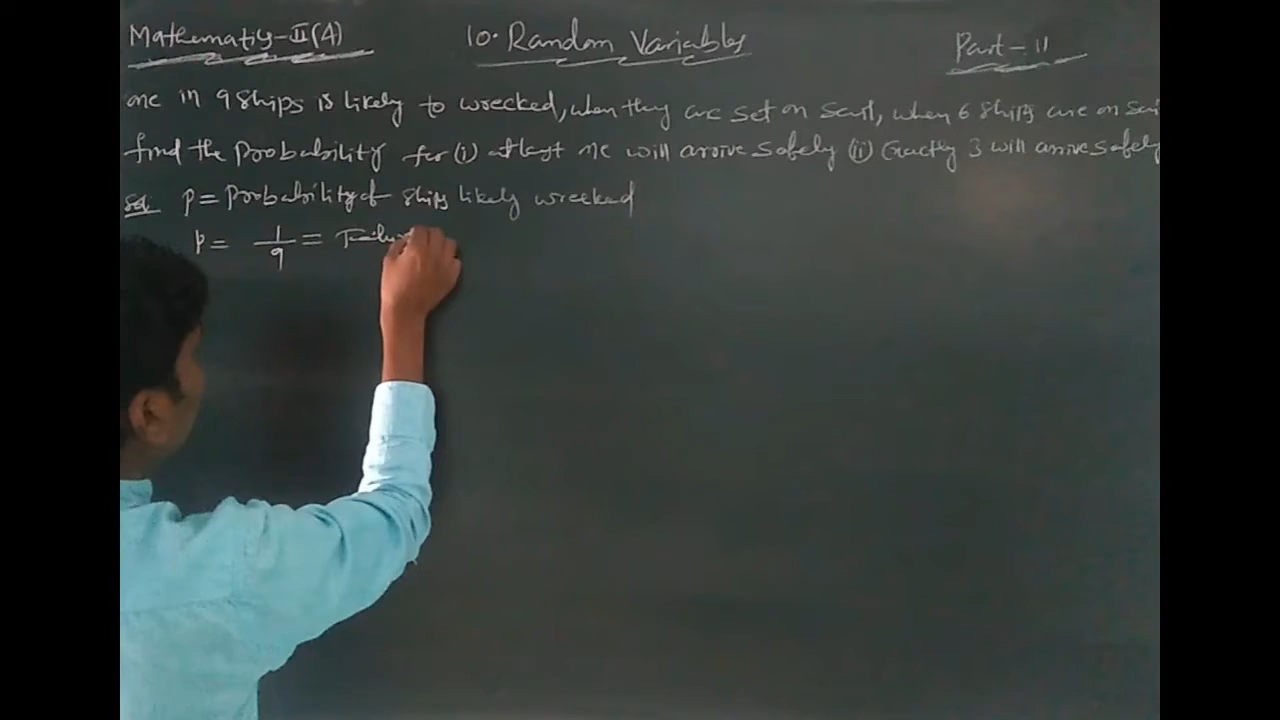 Mathematics-II(A) 10. Random Variables Part-11
one in 9 ships is likely to wrecked, when they are set on sail, when 6 ships are on sail
find the probability for (i) atleast one will arrive safely (ii) Exactly 3 will arrive safely
Sol p = Probability of ships likely wrecked
p = 1/9 =